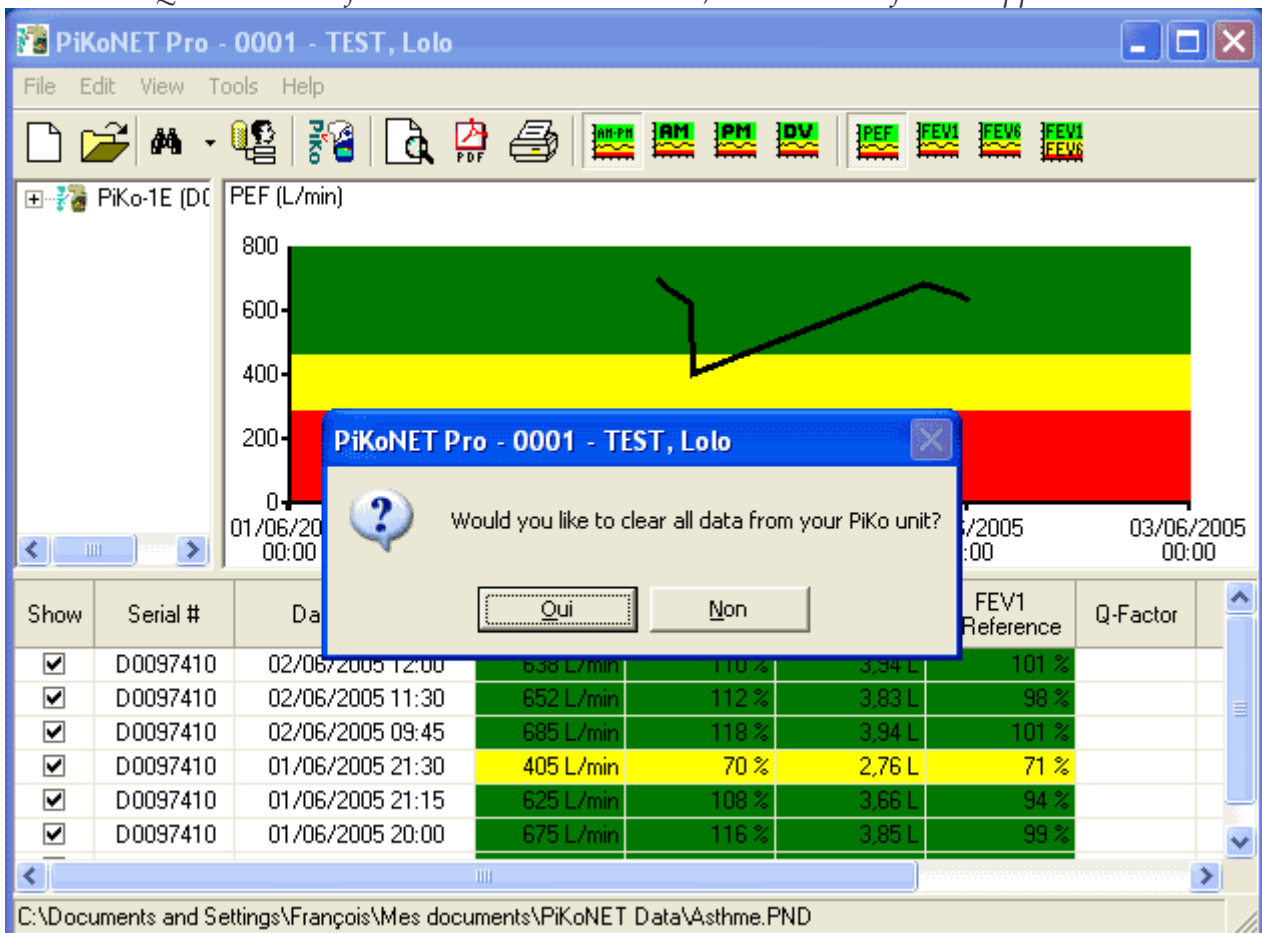 PiKoNET Pro - 0001 - TEST, Lolo
File Edit View Tools Help
PiKo PDF AM-PM AM PM DV PEF FEV1 FEV6 FEV1 FEV6
PiKo-1E (D0
PEF (L/min)
800
600
400
200
0
01/06/20 00:00
/2005 :00
03/06/2005 00:00
PiKoNET Pro - 0001 - TEST, Lolo
Would you like to clear all data from your PiKo unit?
Oui Non
Show Serial # Da FEV1 Reference Q-Factor
D0097410 02/06/2005 12:00 638 L/min 110 % 3,94 L 101 %
D0097410 02/06/2005 11:30 652 L/min 112 % 3,83 L 98 %
D0097410 02/06/2005 09:45 685 L/min 118 % 3,94 L 101 %
D0097410 01/06/2005 21:30 405 L/min 70 % 2,76 L 71 %
D0097410 01/06/2005 21:15 625 L/min 108 % 3,66 L 94 %
D0097410 01/06/2005 20:00 675 L/min 116 % 3,85 L 99 %
C:\Documents and Settings\François\Mes documents\PiKoNET Data\Asthme.PND